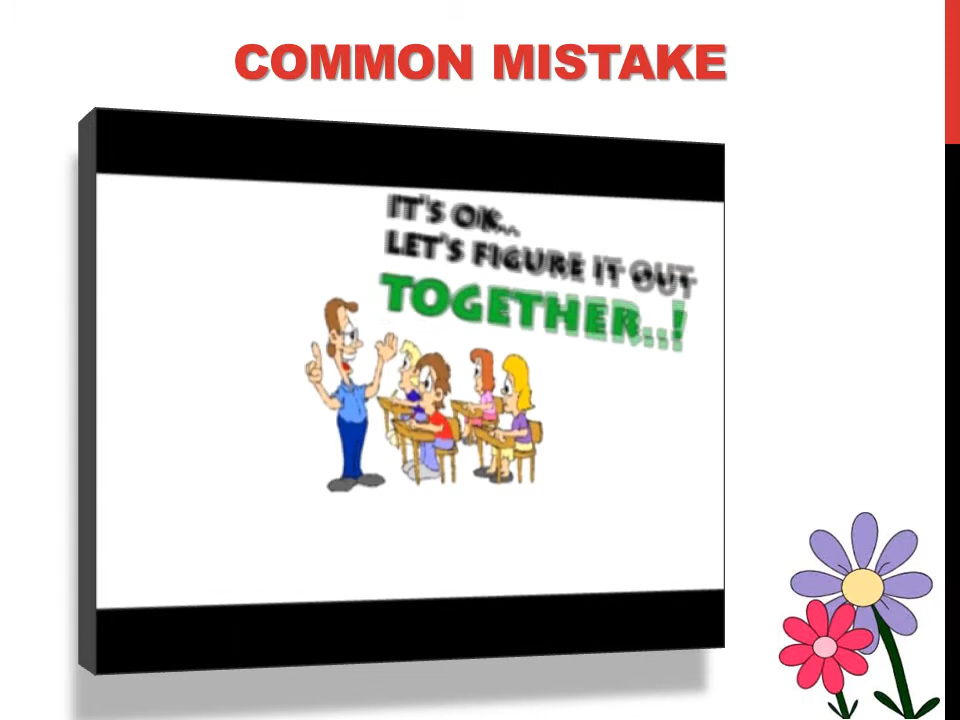 COMMON MISTAKE
IT'S OK..
LET'S FIGURE IT OUT
TOGETHER..!